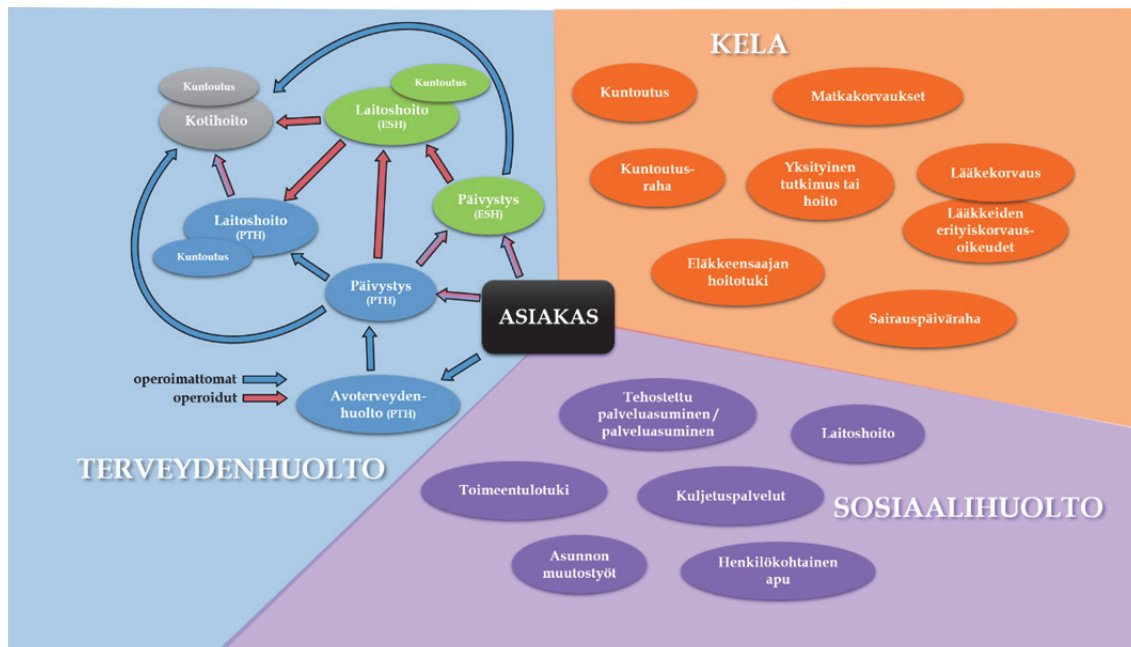 KELA
Kuntoutus
Kuntoutus
Kuntoutus
Matkakorvaukset
Kotihoito
Laitoshoito
(ESH)
Kuntoutus-
raha
Yksityinen
tutkimus tai
hoito
Lääkekorvaus
Päivystys
(ESH)
Lääkkeiden
erityiskorvaus-
oikeudet
Laitoshoito
(PTH)
Kuntoutus
Eläkkeensaajan
hoitotuki
Päivystys
(PTH)
ASIAKAS
Sairauspäiväraha
operoimattomat
operoidut
Avoterveyden-
huolto (PTH)
TERVEYDENHUOLTO
Tehostettu
palveluasuminen /
palveluasuminen
Laitoshoito
Toimeentulotuki
Kuljetuspalvelut
SOSIAALIHUOLTO
Asunnon
muutostyöt
Henkilökohtainen
apu